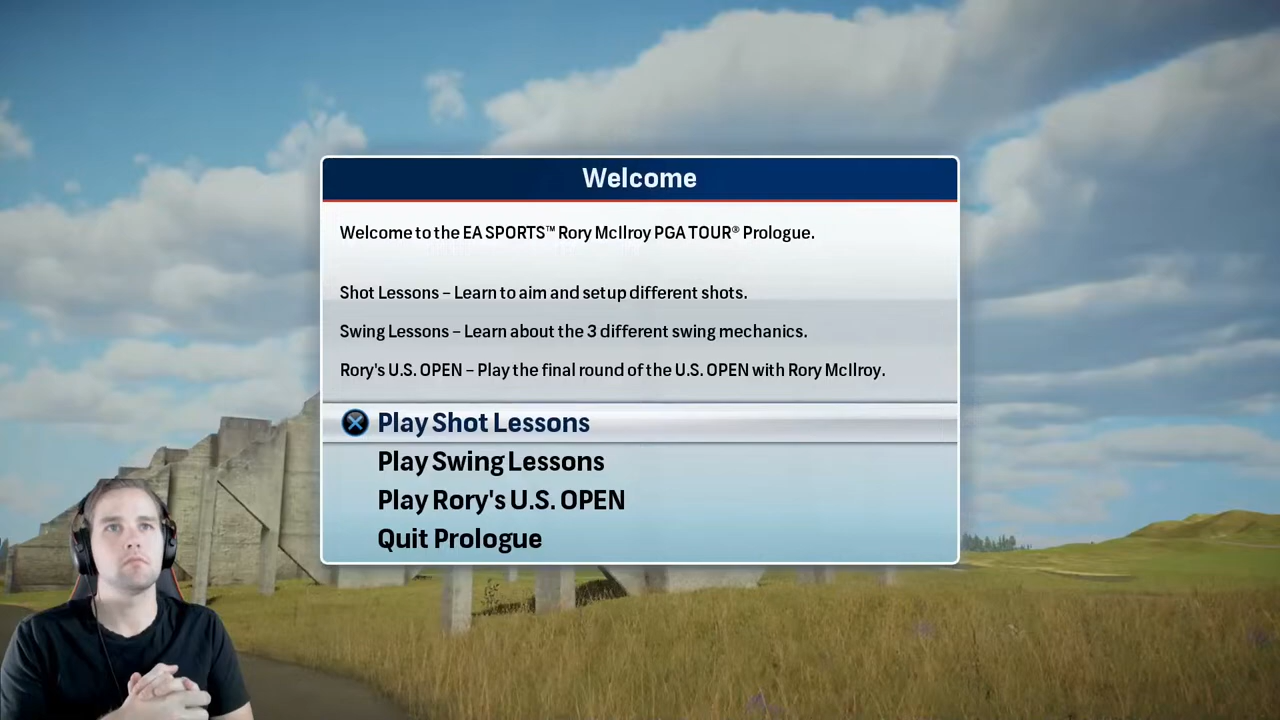 Welcome
Welcome to the EA SPORTS™ Rory McIlroy PGA TOUR® Prologue.
Shot Lessons – Learn to aim and setup different shots.
Swing Lessons – Learn about the 3 different swing mechanics.
Rory's U.S. OPEN – Play the final round of the U.S. OPEN with Rory McIlroy.
Play Shot Lessons
Play Swing Lessons
Play Rory's U.S. OPEN
Quit Prologue